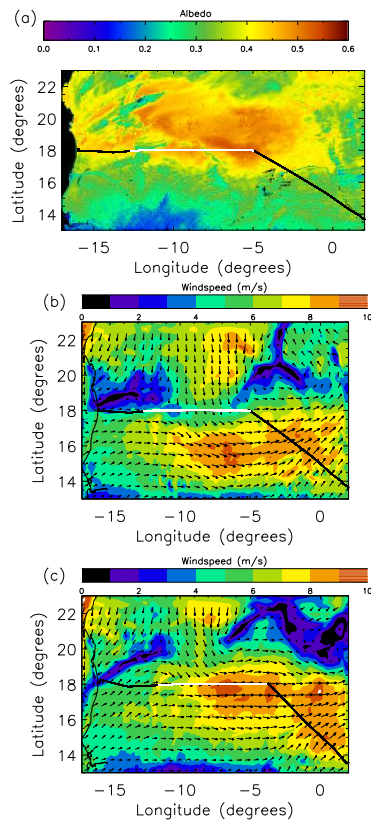 (a)
Albedo
0.0 0.1 0.2 0.3 0.4 0.5 0.6
22
20
18
16
14
Latitude (degrees)
-15 -10 -5 0
Longitude (degrees)
(b)
Windspeed (m/s)
0 2 4 6 8 10
22
20
18
16
14
Latitude (degrees)
-15 -10 -5 0
Longitude (degrees)
(c)
Windspeed (m/s)
0 2 4 6 8 10
22
20
18
16
14
Latitude (degrees)
-15 -10 -5 0
Longitude (degrees)